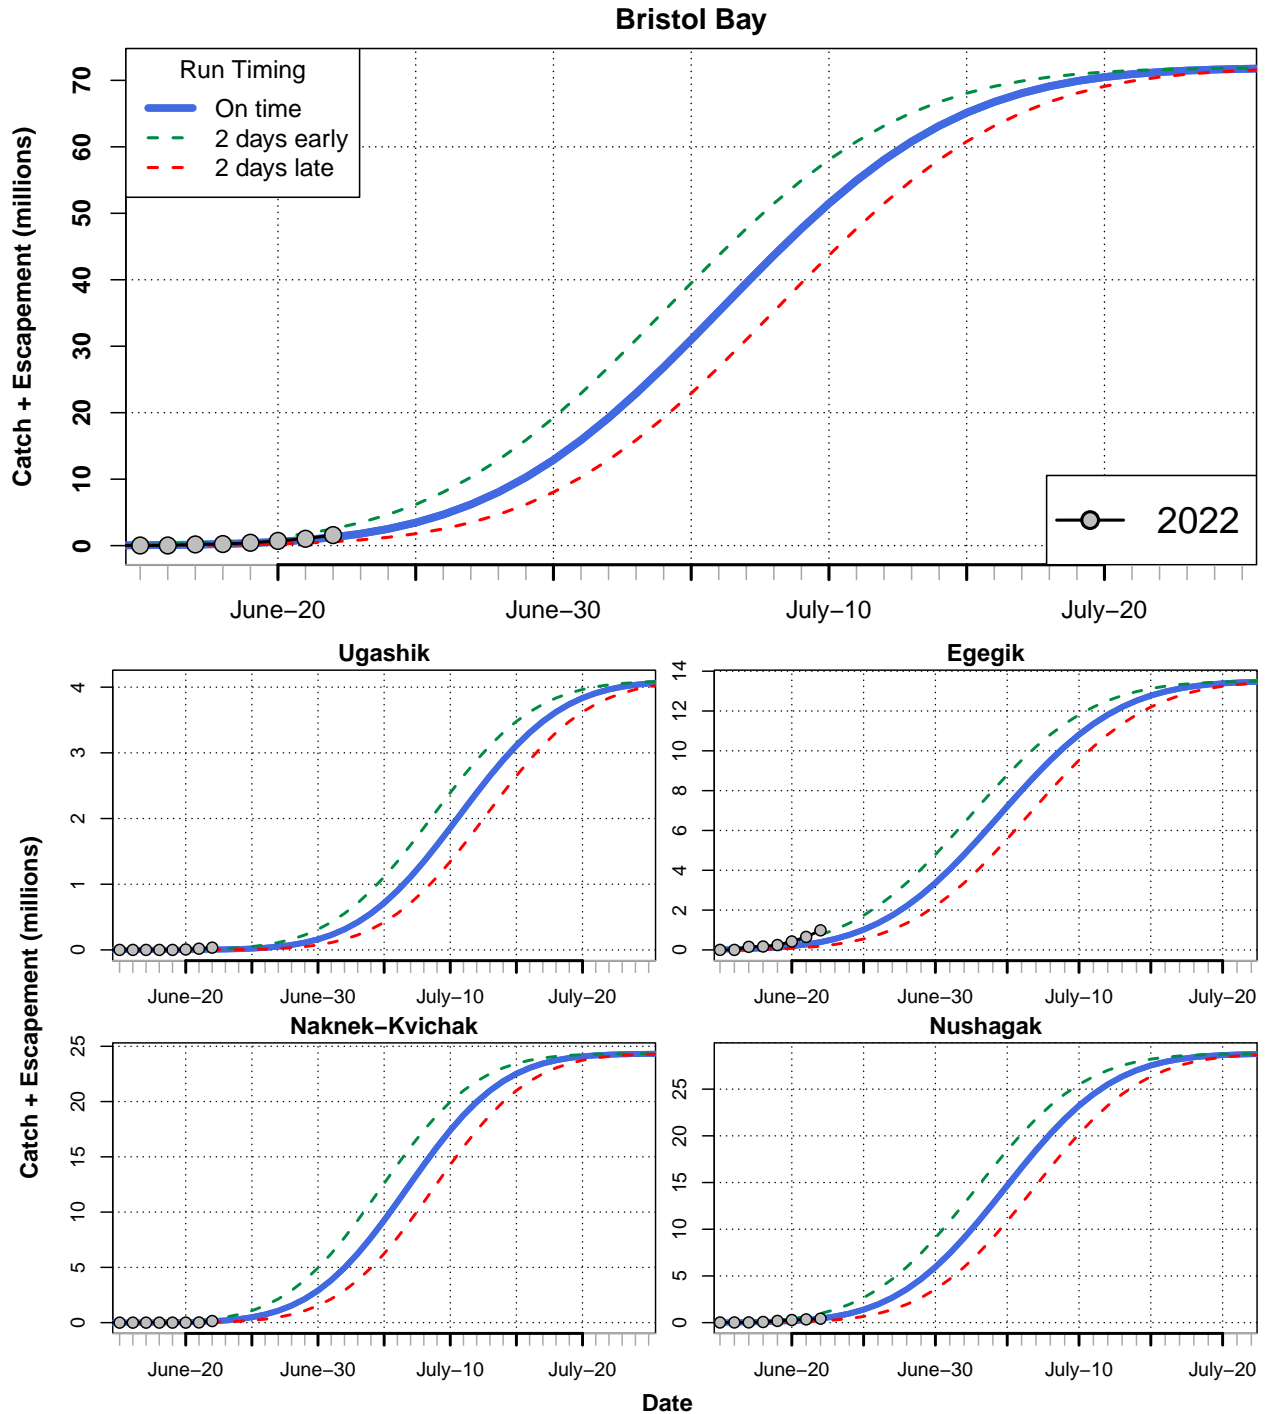 Bristol Bay
Run Timing
On time
2 days early
2 days late
Catch + Escapement (millions)
70
60
50
40
30
20
10
0
2022
June−20 June−30 July−10 July−20
Ugashik
4
3
2
1
0
June−20 June−30 July−10 July−20
Egegik
14
12
10
8
6
4
2
0
June−20 June−30 July−10 July−20
Catch + Escapement (millions)
Naknek−Kvichak
25
20
15
10
5
0
June−20 June−30 July−10 July−20
Nushagak
25
20
15
10
5
0
June−20 June−30 July−10 July−20
Date